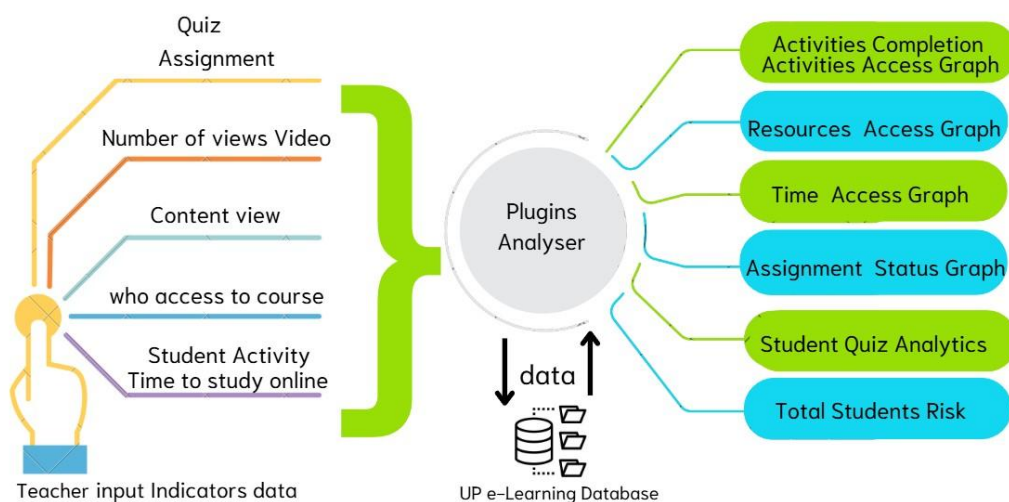 Quiz
Assignment
Number of views Video
Content view
who access to course
Student Activity
Time to study online
Teacher input Indicators data
Plugins
Analyser
data
UP e-Learning Database
Activities Completion
Activities Access Graph
Resources Access Graph
Time Access Graph
Assignment Status Graph
Student Quiz Analytics
Total Students Risk